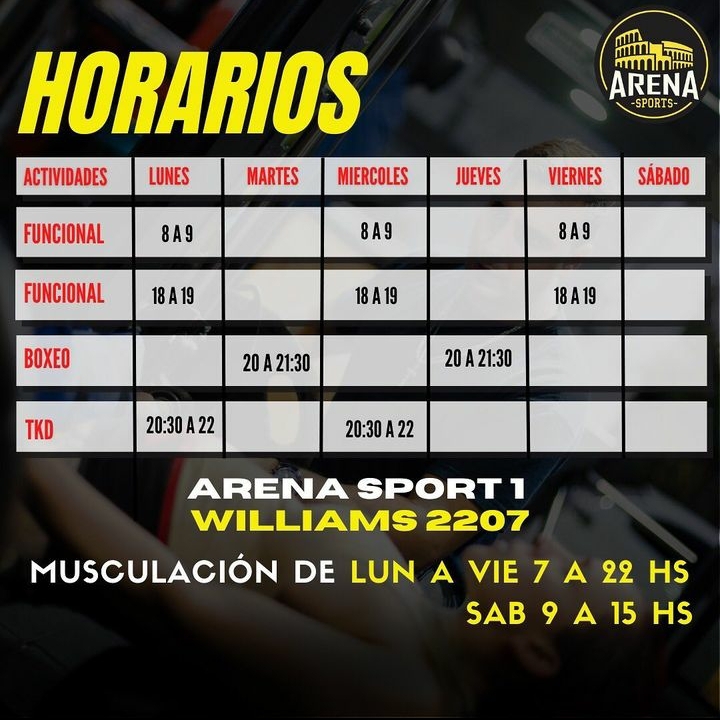 HORARIOS
ARENA
-SPORTS-
ACTIVIDADES LUNES MARTES MIERCOLES JUEVES VIERNES SÁBADO
FUNCIONAL 8 A 9 8 A 9 8 A 9
FUNCIONAL 18 A 19 18 A 19 18 A 19
BOXEO 20 A 21:30 20 A 21:30
TKD 20:30 A 22 20:30 A 22
ARENA SPORT 1
WILLIAMS 2207
MUSCULACIÓN DE LUN A VIE 7 A 22 HS
SAB 9 A 15 HS